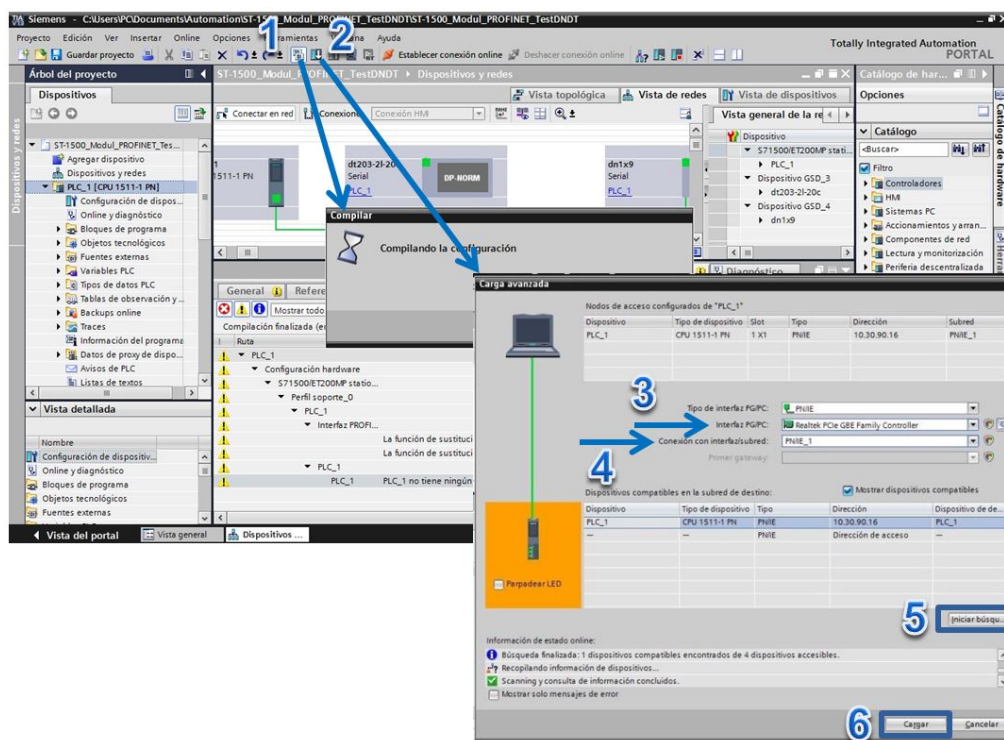 Siemens - C:\Users\PC\Documents\Automation\ST-1500_Modul_PROFINET_TestDNDT\ST-1500_Modul_PROFINET_TestDNDT
Proyecto Edición Ver Insertar Online Opciones Ayuda
Totally Integrated Automation
PORTAL
Guardar proyecto
Establecer conexión online
Deshacer conexión online
1
2
Árbol del proyecto
ST-1500_Modul_PROFINET_TestDNDT Dispositivos y redes
Catálogo de har...
Dispositivos
Vista topológica
Vista de redes
Vista de dispositivos
Opciones
Conectar en red
Conexiones
Conexión HMI
Vista general de la re
Dispositivos y redes
Catálogo de hardware
Catálogo
<Buscar>
Filtro
Controladores
HMI
Sistemas PC
Accionamientos y arran...
Componentes de red
Lectura y monitorización
Periferia descentralizada
Dispositivo
S71500/ET200MP stati...
PLC_1
Dispositivo GSD_3
dt203-2l-20c
Dispositivo GSD_4
dn1x9
1
1511-1 PN
dt203-2l-20
Serial
PLC_1
DP-NORM
dn1x9
Serial
PLC_1
ST-1500_Modul_PROFINET_Tes...
Agregar dispositivo
Dispositivos y redes
PLC_1 [CPU 1511-1 PN]
Configuración de dispos...
Online y diagnóstico
Bloques de programa
Objetos tecnológicos
Fuentes externas
Variables PLC
Tipos de datos PLC
Tablas de observación y...
Backups online
Traces
Información del programa
Datos de proxy de dispo...
Avisos de PLC
Listas de textos
Vista detallada
Nombre
Configuración de dispositiv...
Online y diagnóstico
Bloques de programa
Objetos tecnológicos
Fuentes externas
Vista del portal
Vista general
Dispositivos ...
Compilar
Compilando la configuración
Diagnóstico
General
Mostrar todo
Compilación finalizada
Ruta
PLC_1
Configuración hardware
S71500/ET200MP statio...
Perfil soporte_0
PLC_1
Interfaz PROFI...
La función de sustituci
La función de sustituci
PLC_1
PLC_1 PLC_1 no tiene ningún
Carga avanzada
Nodos de acceso configurados de "PLC_1"
Dispositivo Tipo de dispositivo Slot Tipo Dirección Subred
PLC_1 CPU 1511-1 PN 1 X1 PN/IE 10.30.90.16 PN/IE_1
3
Tipo de interfaz PG/PC: PN/IE
Interfaz PG/PC: Realtek PCIe GBE Family Controller
Conexión con interfaz/subred: PN/IE_1
Primer gateway:
4
Dispositivos compatibles en la subred de destino:
Mostrar dispositivos compatibles
Dispositivo Tipo de dispositivo Tipo Dirección Dispositivo de de...
PLC_1 CPU 1511-1 PN PN/IE 10.30.90.16 PLC_1
— — PN/IE Dirección de acceso —
Parpadear LED
5
Iniciar búsqu...
Información de estado online:
Búsqueda finalizada: 1 dispositivos compatibles encontrados de 4 dispositivos accesibles.
Recopilando información de dispositivos...
Scanning y consulta de información concluidos.
Mostrar solo mensajes de error
6
Cargar
Cancelar